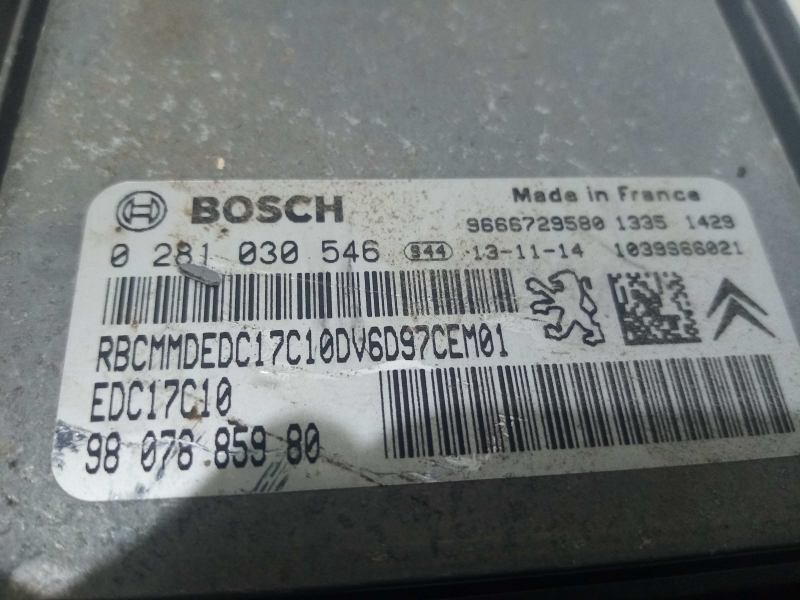 BOSCH Made in France
9666729580 1335 1429
0 281 030 546 944 13-11-14 1039S66021
RBCMMDEDC17C10DV6D97CEM01
EDC17C10
98 078 859 80